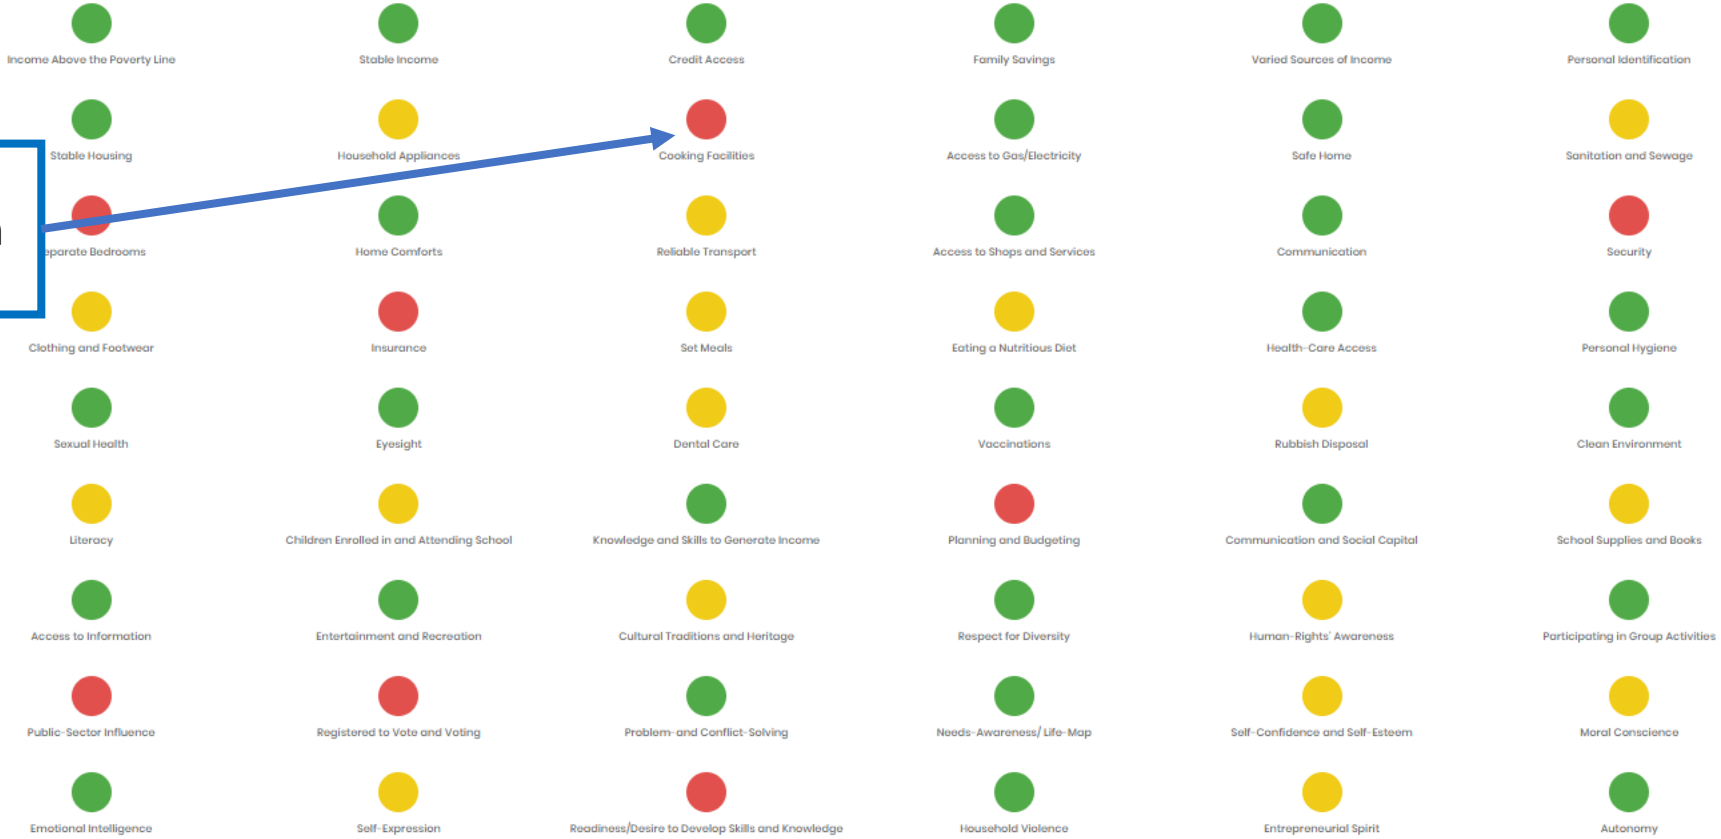 Income Above the Poverty Line
Stable Income
Credit Access
Family Savings
Varied Sources of Income
Personal Identification
Stable Housing
Household Appliances
Cooking Facilities
Access to Gas/Electricity
Safe Home
Sanitation and Sewage
eparate Bedrooms
Home Comforts
Reliable Transport
Access to Shops and Services
Communication
Security
Clothing and Footwear
Insurance
Set Meals
Eating a Nutritious Diet
Health-Care Access
Personal Hygiene
Sexual Health
Eyesight
Dental Care
Vaccinations
Rubbish Disposal
Clean Environment
Literacy
Children Enrolled in and Attending School
Knowledge and Skills to Generate Income
Planning and Budgeting
Communication and Social Capital
School Supplies and Books
Access to Information
Entertainment and Recreation
Cultural Traditions and Heritage
Respect for Diversity
Human-Rights' Awareness
Participating in Group Activities
Public-Sector Influence
Registered to Vote and Voting
Problem-and Conflict-Solving
Needs-Awareness/ Life-Map
Self-Confidence and Self-Esteem
Moral Conscience
Emotional Intelligence
Self-Expression
Readiness/Desire to Develop Skills and Knowledge
Household Violence
Entrepreneurial Spirit
Autonomy